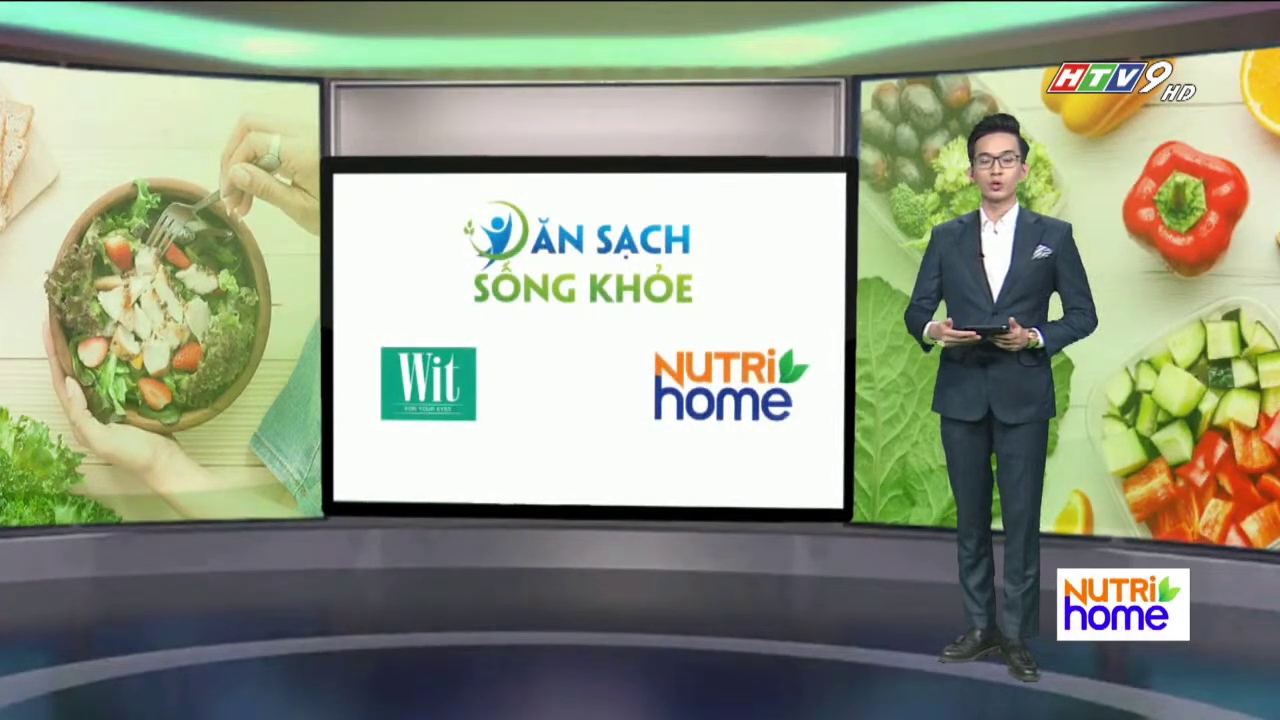 HTV9
HD
ĂN SẠCH
SỐNG KHỎE
Wit
FOR YOUR EYES
NUTRi
home
NUTRi
home